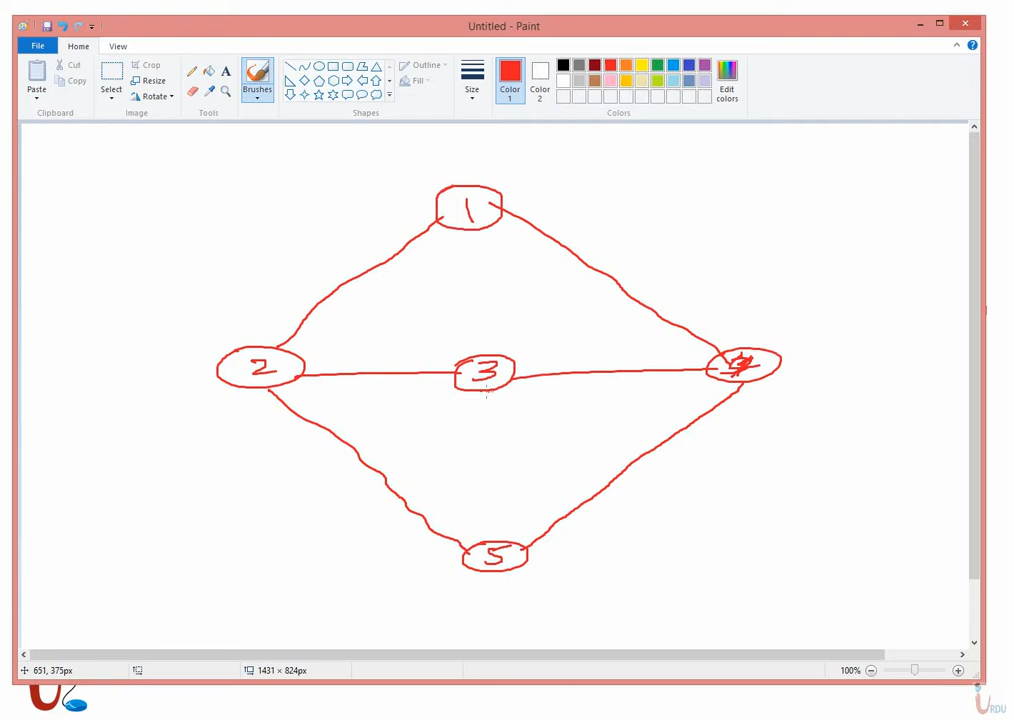 Untitled - Paint
File Home View
Paste
Cut
Copy
Clipboard
Select
Crop
Resize
Rotate
Image
A
Tools
Brushes
Shapes
Outline
Fill
Size
Color 1
Color 2
Edit colors
Colors
1
2 3
5
651, 375px
1431 × 824px
100%
URDU